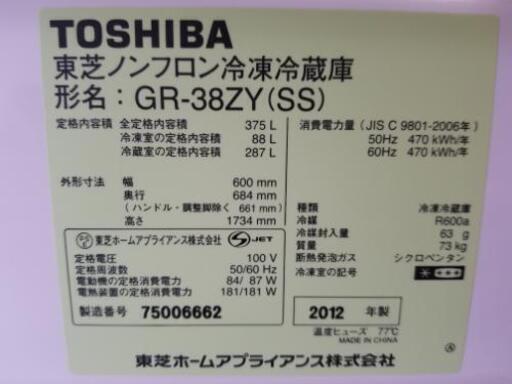 TOSHIBA
東芝ノンフロン冷凍冷蔵庫
形名：GR-38ZY(SS)
定格内容積 全定格内容積 375 L
冷凍室の定格内容積 88 L
冷蔵室の定格内容積 287 L
外形寸法 幅 600 mm
奥行 684 mm
(ハンドル・調整脚除く 661 mm)
高さ 1734 mm
東芝ホームアプライアンス株式会社 JET
定格電圧 100 V
定格周波数 50/60 Hz
電動機の定格消費電力 84/ 87 W
電熱装置の定格消費電力 181/181 W
製造番号 75006662
消費電力量 (JIS C 9801-2006年)
50Hz 470 kWh/年
60Hz 470 kWh/年
種類 冷凍冷蔵庫
冷媒 R600a
冷媒封入量 63 g
質量 73 kg
断熱発泡ガス シクロペンタン
冷凍室の記号
2012 年製
温度ヒューズ 77℃
MADE IN CHINA
東芝ホームアプライアンス株式会社